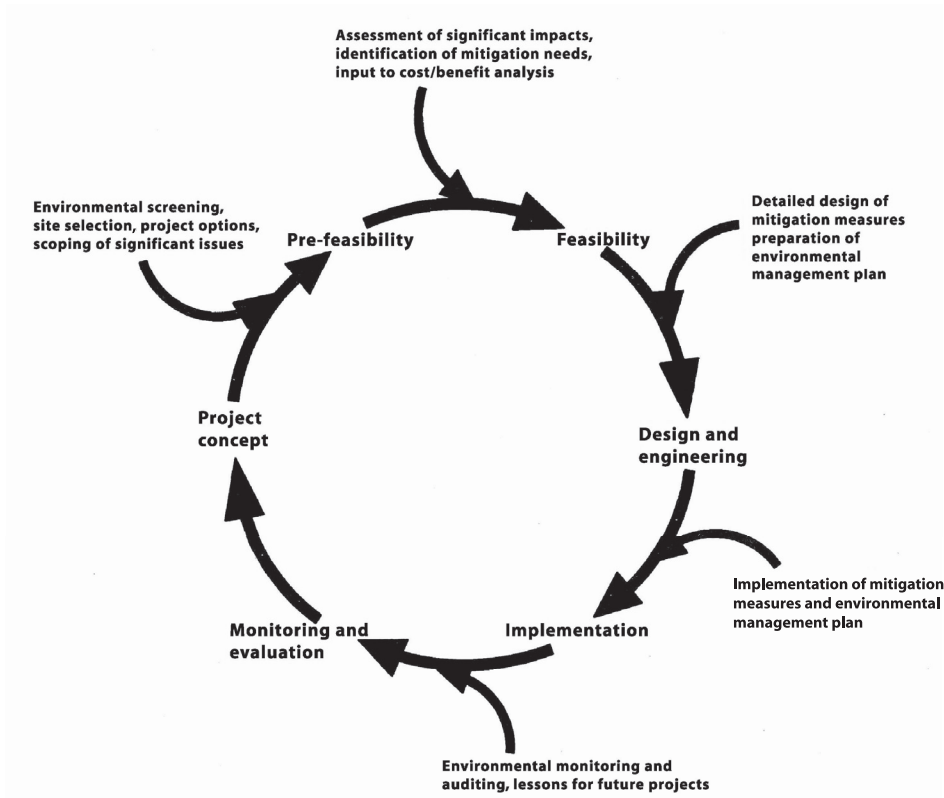 Assessment of significant impacts,
identification of mitigation needs,
input to cost/benefit analysis
Environmental screening,
site selection, project options,
scoping of significant issues
Pre-feasibility
Feasibility
Detailed design of
mitigation measures
preparation of
environmental
management plan
Project
concept
Design and
engineering
Implementation of mitigation
measures and environmental
management plan
Implementation
Monitoring and
evaluation
Environmental monitoring and
auditing, lessons for future projects